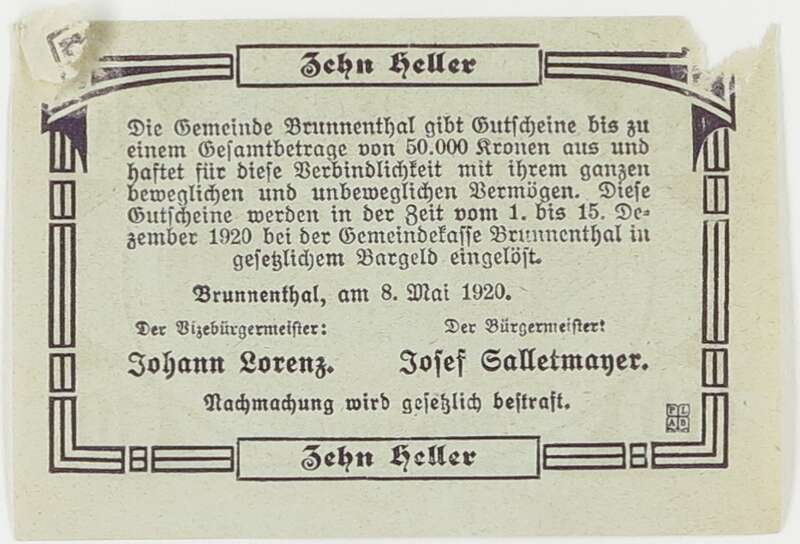 Zehn Heller
Die Gemeinde Brunnenthal gibt Gutscheine bis zu
einem Gesamtbetrage von 50.000 Kronen aus und
haftet für diese Verbindlichkeit mit ihrem ganzen
beweglichen und unbeweglichen Vermögen. Diese
Gutscheine werden in der Zeit vom 1. bis 15. De-
zember 1920 bei der Gemeindekasse Brunnenthal in
gesetzlichem Bargeld eingelöst.
Brunnenthal, am 8. Mai 1920.
Der Vizebürgermeister: Der Bürgermeister:
Johann Lorenz. Josef Salletmayer.
Nachmachung wird gesetzlich bestraft.
P L
A D
Zehn Heller